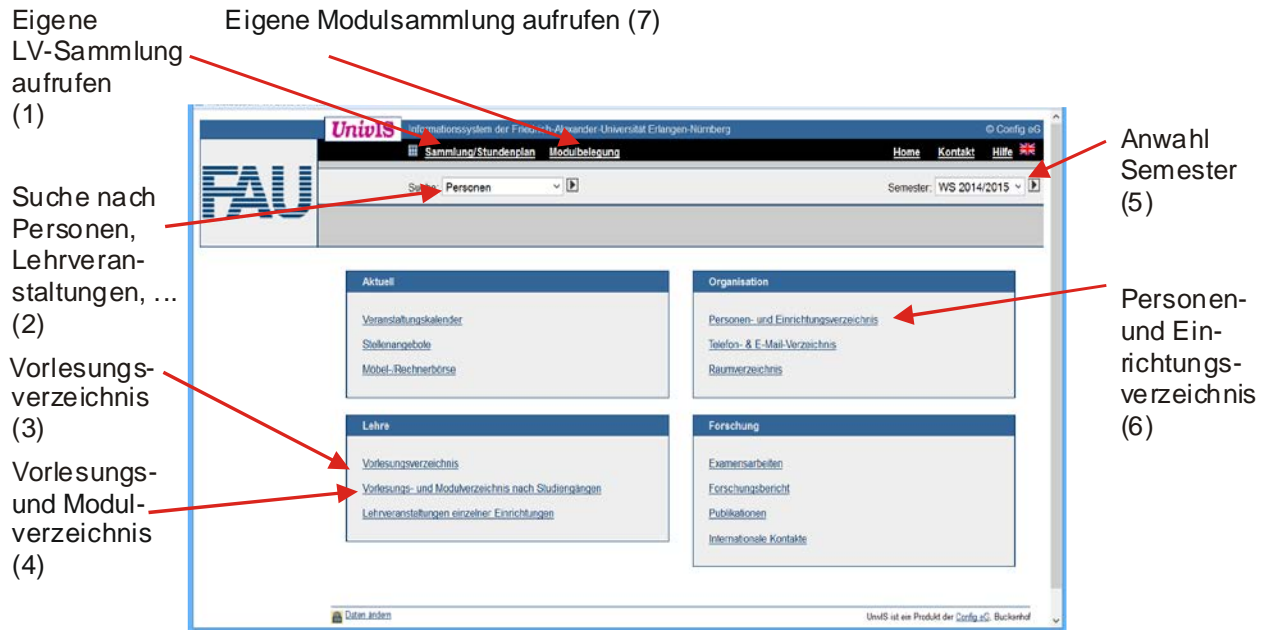 Eigene
LV-Sammlung
aufrufen
(1)
Eigene Modulsammlung aufrufen (7)
UnivIS
Informationssystem der Friedrich-Alexander-Universität Erlangen-Nürnberg
© Config eG
Sammlung/Stundenplan Modulbelegung
Home Kontakt Hilfe
FAU
Suche: Personen
Semester: WS 2014/2015
Anwahl
Semester
(5)
Suche nach
Personen,
Lehrveran-
staltungen, ...
(2)
Vorlesungs-
verzeichnis
(3)
Vorlesungs-
und Modul-
verzeichnis
(4)
Aktuell
Veranstaltungskalender
Stellenangebote
Möbel-/Rechnerbörse
Organisation
Personen- und Einrichtungsverzeichnis
Telefon- & E-Mail-Verzeichnis
Raumverzeichnis
Personen-
und Ein-
richtungs-
verzeichnis
(6)
Lehre
Vorlesungsverzeichnis
Vorlesungs- und Modulverzeichnis nach Studiengängen
Lehrveranstaltungen einzelner Einrichtungen
Forschung
Examensarbeiten
Forschungsbericht
Publikationen
Internationale Kontakte
Daten ändern
UnivIS ist ein Produkt der Config eG, Buckenhof